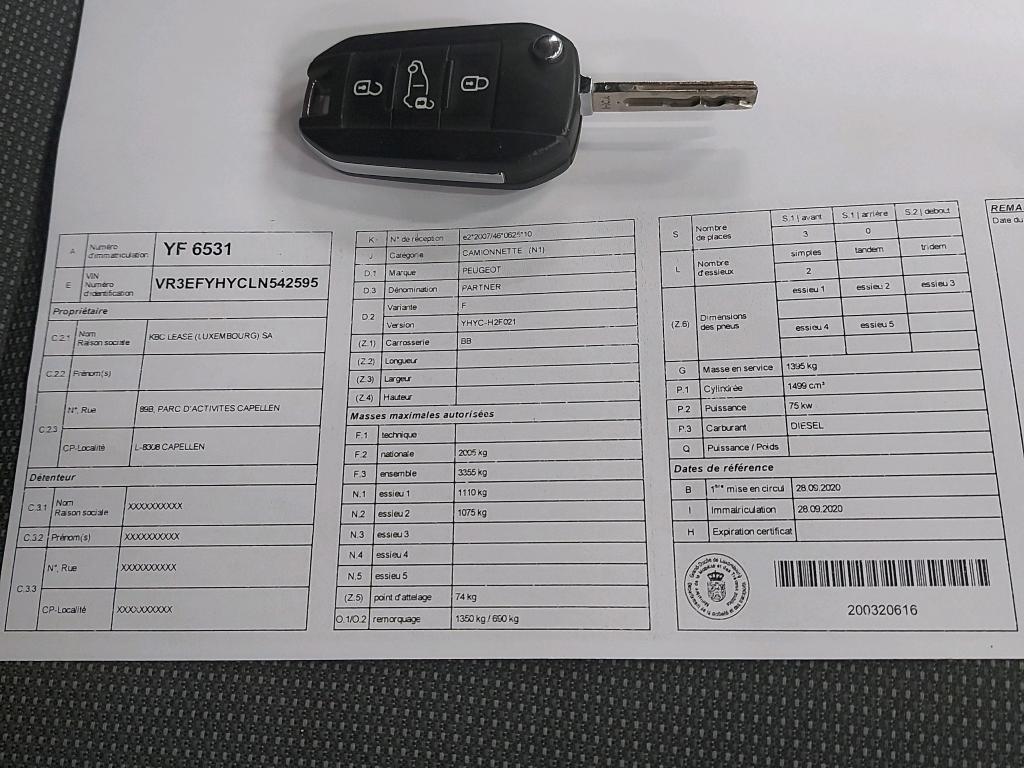 HCA
A Numéro d'immatriculation YF 6531
E VIN Numéro d'identification VR3EFYHYCLN542595
Propriétaire
C.2.1 Nom Raison sociale KBC LEASE (LUXEMBOURG) SA
C.2.2 Prénom(s)
C.2.3 N°, Rue 89B, PARC D'ACTIVITES CAPELLEN
CP-Localité L-8308 CAPELLEN
Détenteur
C.3.1 Nom Raison sociale XXXXXXXXXX
C.3.2 Prénom(s) XXXXXXXXXX
C.3.3 N°, Rue XXXXXXXXXX
CP-Localité XXXXXXXXXX
K N° de réception e2*2007/46*0625*10
J Catégorie CAMIONNETTE (N1)
D.1 Marque PEUGEOT
D.3 Dénomination PARTNER
D.2 Variante F
Version YHYC-H2F021
(Z.1) Carrosserie BB
(Z.2) Longueur
(Z.3) Largeur
(Z.4) Hauteur
Masses maximales autorisées
F.1 technique
F.2 nationale 2005 kg
F.3 ensemble 3355 kg
N.1 essieu 1 1110 kg
N.2 essieu 2 1075 kg
N.3 essieu 3
N.4 essieu 4
N.5 essieu 5
(Z.5) point d'attelage 74 kg
O.1/O.2 remorquage 1350 kg / 690 kg
S Nombre de places S.1 | avant S.1 | arrière S.2 | debout
3 0
L Nombre d'essieux simples tandem tridem
2
(Z.6) Dimensions des pneus essieu 1 essieu 2 essieu 3
essieu 4 essieu 5
G Masse en service 1395 kg
P.1 Cylindrée 1499 cm³
P.2 Puissance 75 kw
P.3 Carburant DIESEL
Q Puissance / Poids
Dates de référence
B 1ère mise en circul 28.09.2020
I Immatriculation 28.09.2020
H Expiration certificat
Grand-Duché de Luxembourg
200320616
REMA
Date du